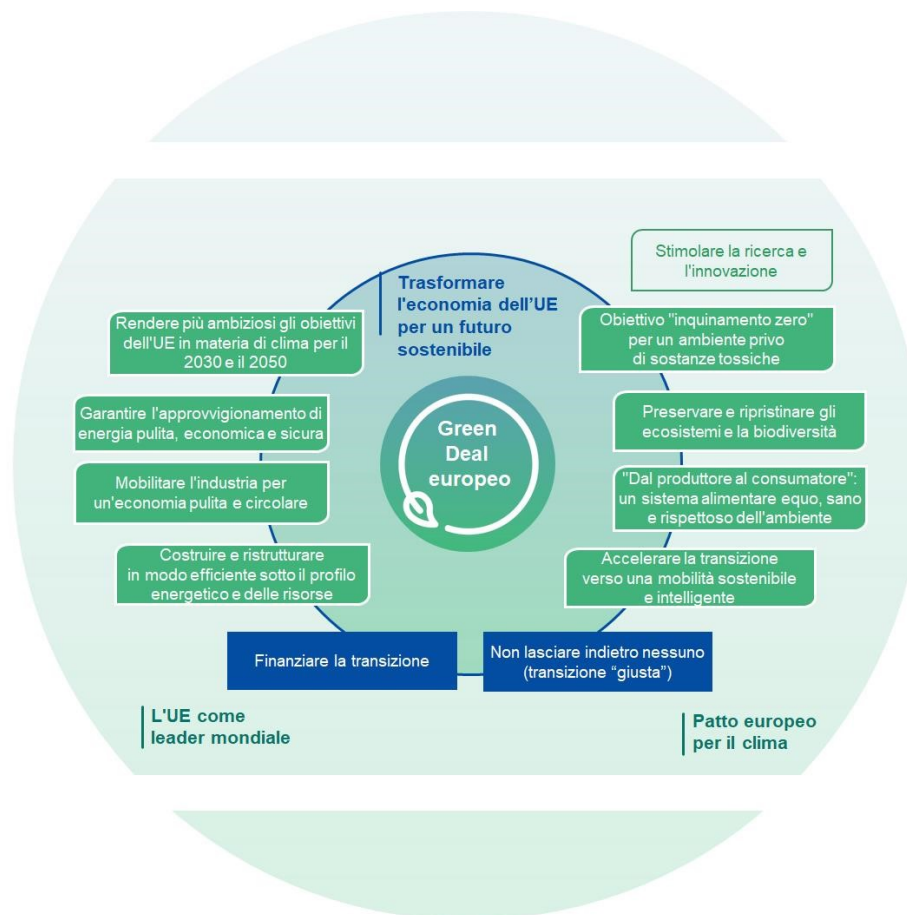 Stimolare la ricerca e
l'innovazione
Trasformare
l'economia dell'UE
per un futuro
sostenibile
Rendere più ambiziosi gli obiettivi
dell'UE in materia di clima per il
2030 e il 2050
Obiettivo "inquinamento zero"
per un ambiente privo
di sostanze tossiche
Garantire l'approvvigionamento di
energia pulita, economica e sicura
Preservare e ripristinare gli
ecosistemi e la biodiversità
Green
Deal
europeo
Mobilitare l'industria per
un'economia pulita e circolare
"Dal produttore al consumatore":
un sistema alimentare equo, sano
e rispettoso dell'ambiente
Costruire e ristrutturare
in modo efficiente sotto il profilo
energetico e delle risorse
Accelerare la transizione
verso una mobilità sostenibile
e intelligente
Finanziare la transizione
Non lasciare indietro nessuno
(transizione “giusta”)
L'UE come
leader mondiale
Patto europeo
per il clima